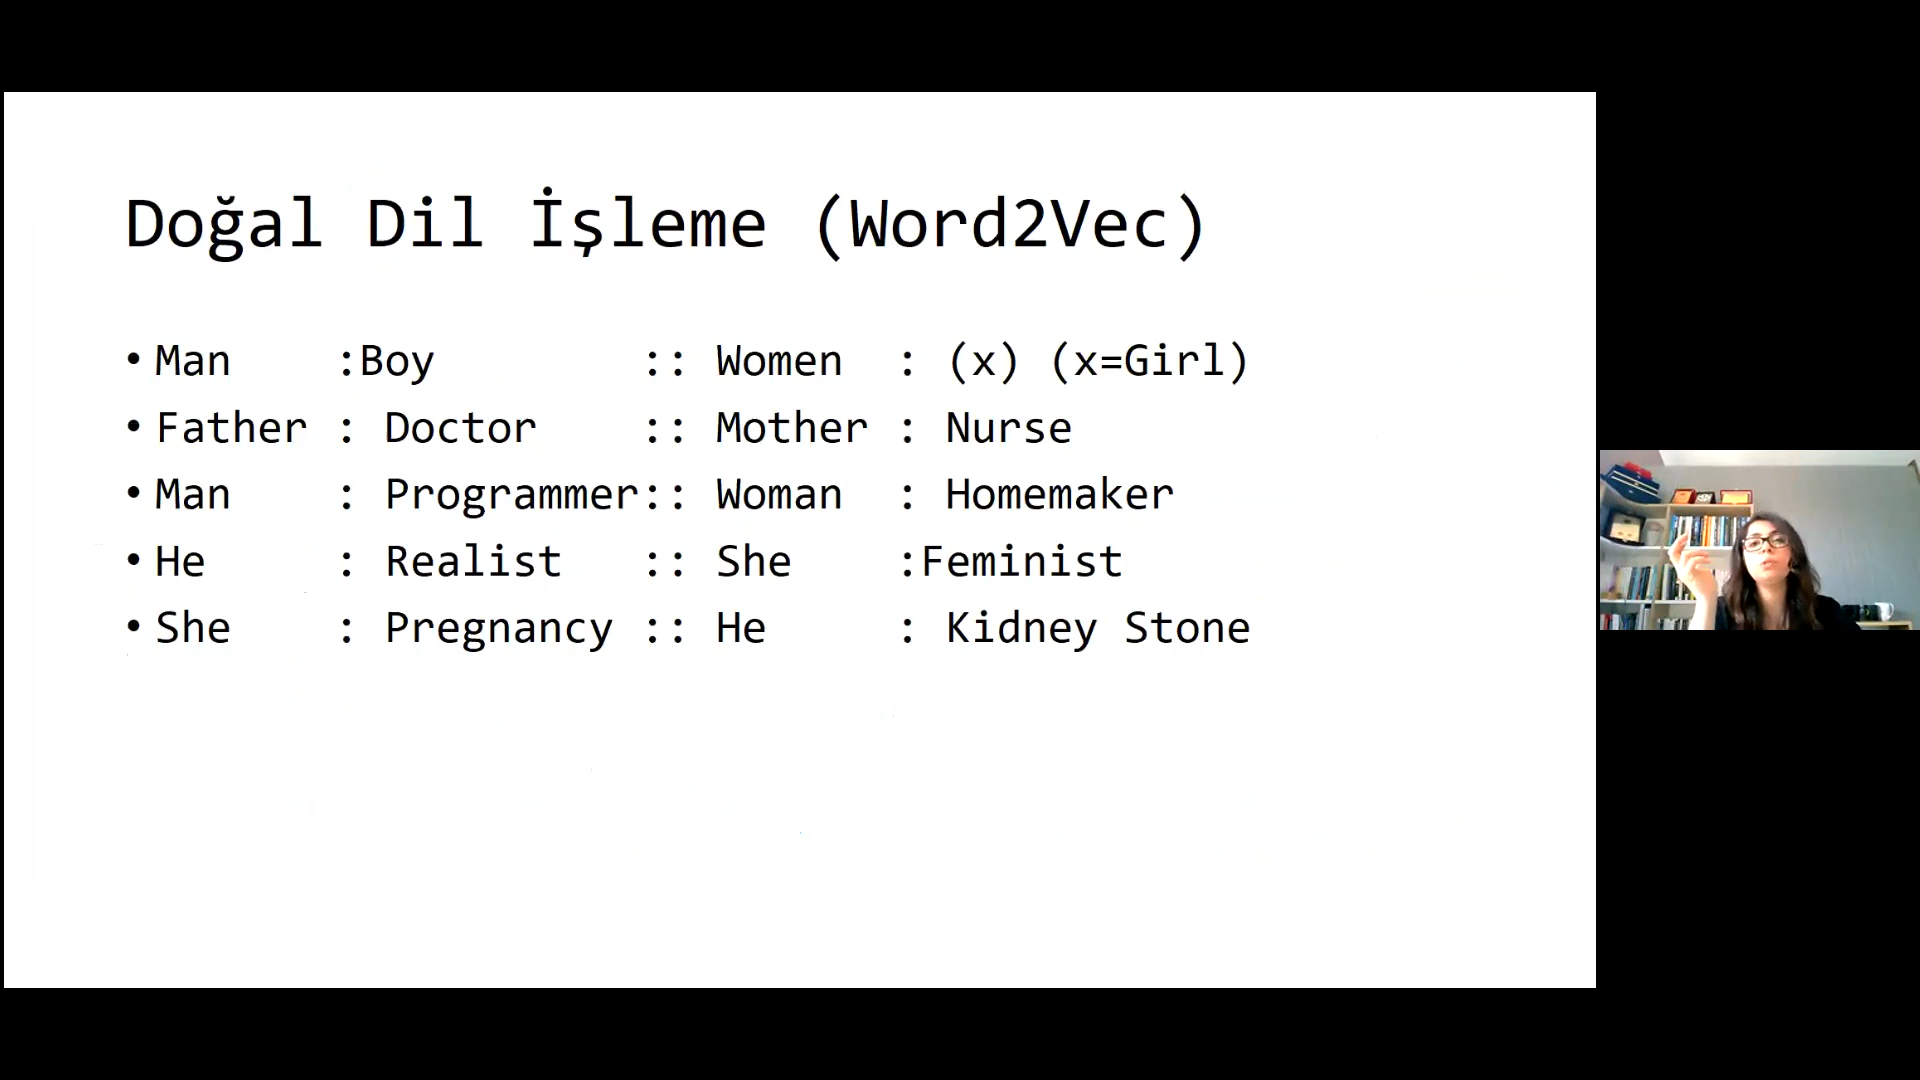 Doğal Dil İşleme (Word2Vec)
• Man :Boy :: Women : (x) (x=Girl)
• Father : Doctor :: Mother : Nurse
• Man : Programmer:: Woman : Homemaker
• He : Realist :: She :Feminist
• She : Pregnancy :: He : Kidney Stone